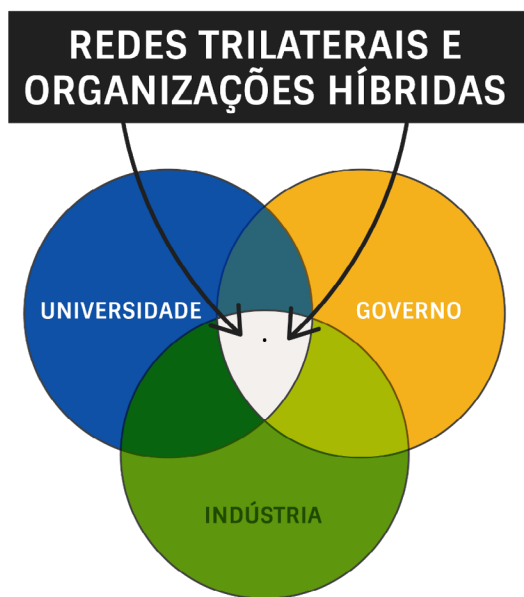 REDES TRILATERAIS E
ORGANIZAÇÕES HÍBRIDAS
UNIVERSIDADE
GOVERNO
INDÚSTRIA